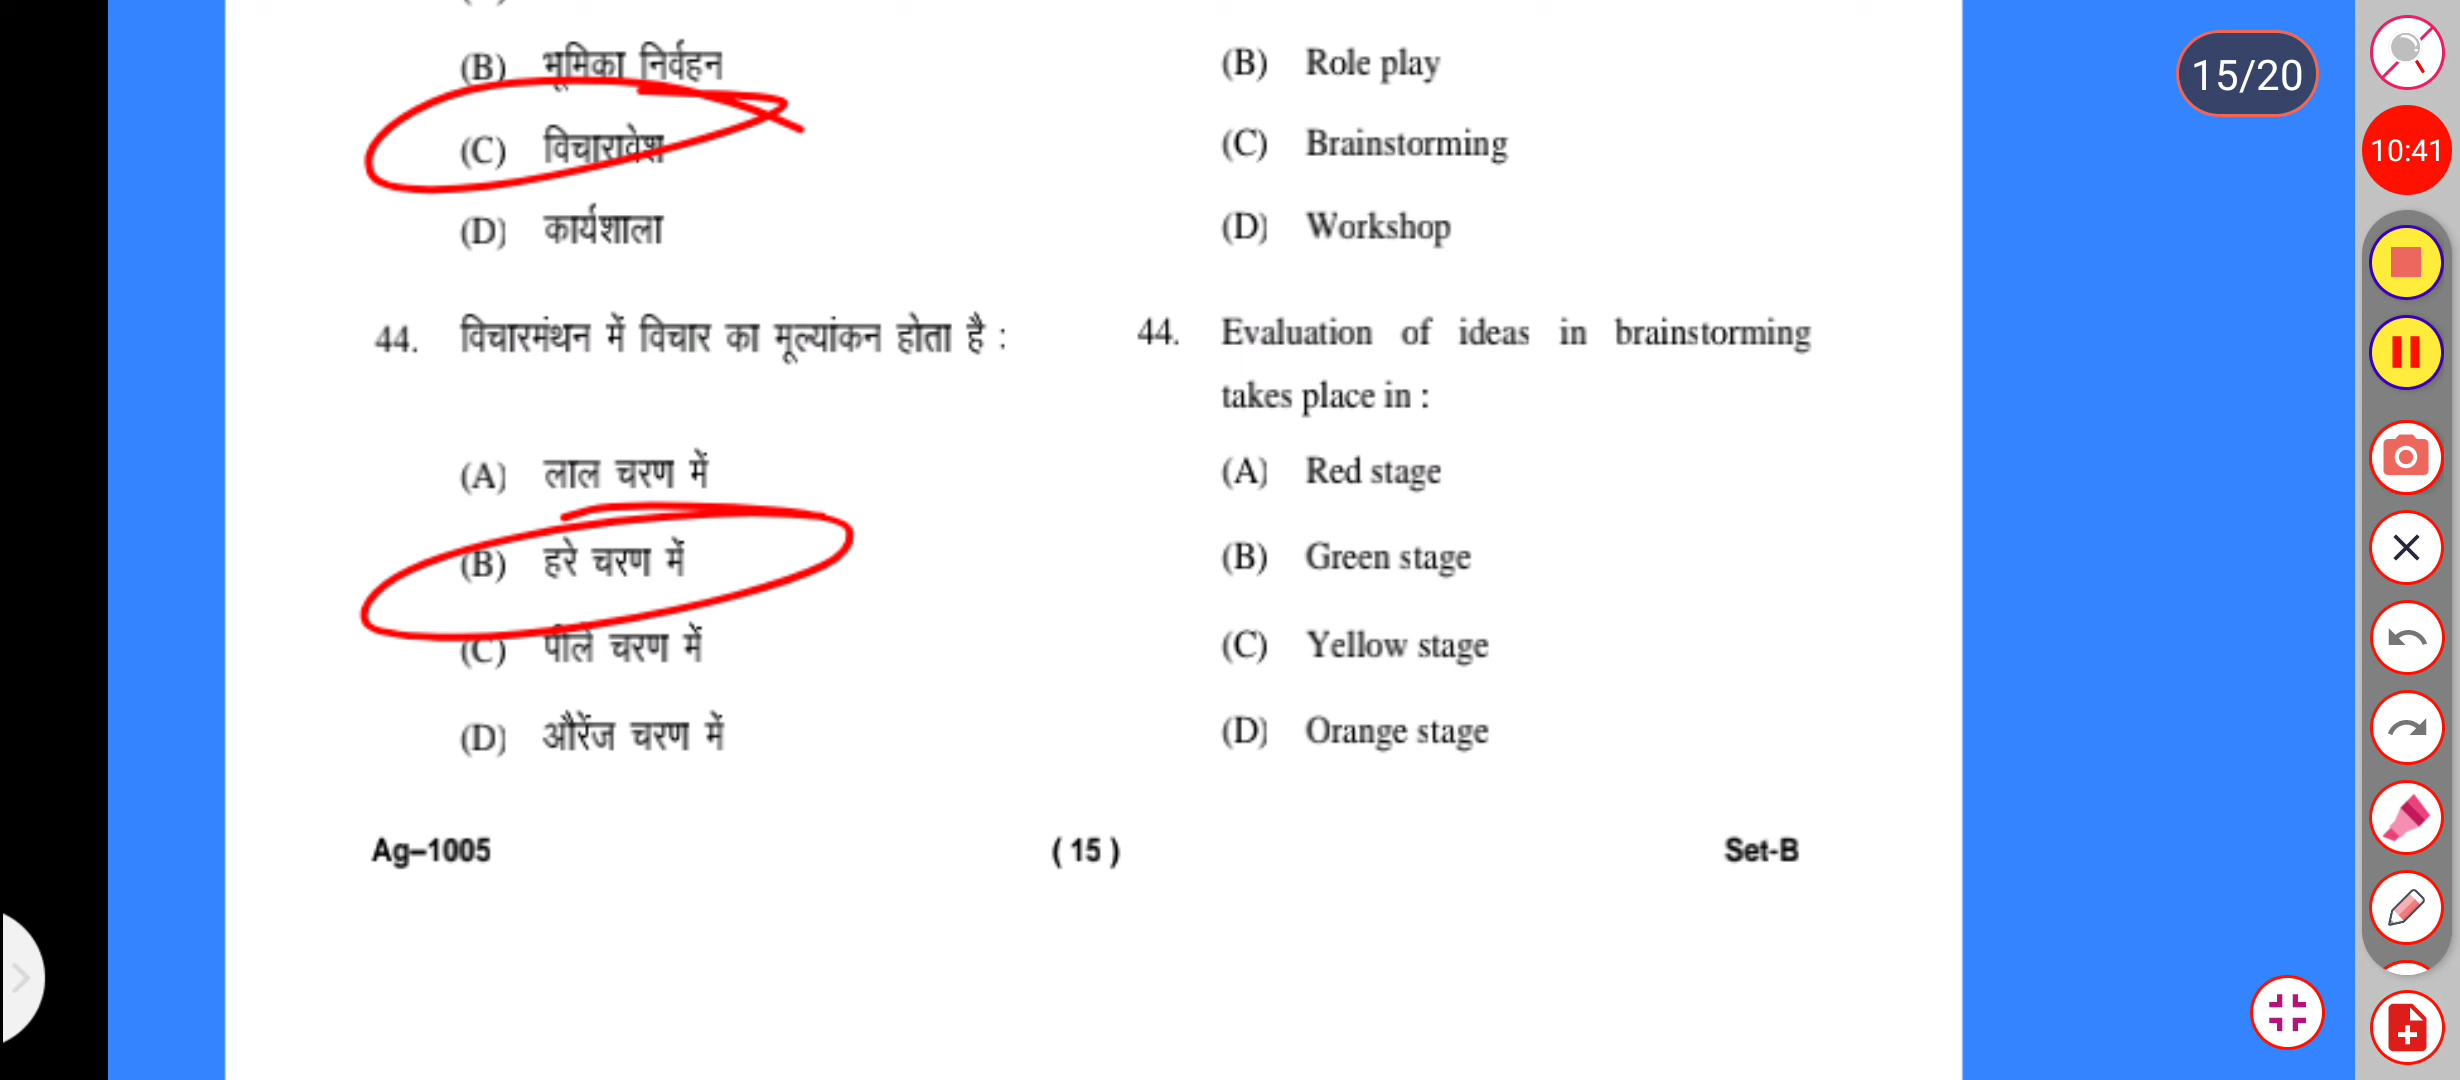 (B) भूमिका निर्वहन
(C) विचारावेश
(D) कार्यशाला
44. विचारमंथन में विचार का मूल्यांकन होता है :
(A) लाल चरण में
(B) हरे चरण में
(C) पीले चरण में
(D) औरेंज चरण में
(B) Role play
(C) Brainstorming
(D) Workshop
44. Evaluation of ideas in brainstorming
takes place in :
(A) Red stage
(B) Green stage
(C) Yellow stage
(D) Orange stage
Ag–1005 ( 15 ) Set-B
15/20
10:41